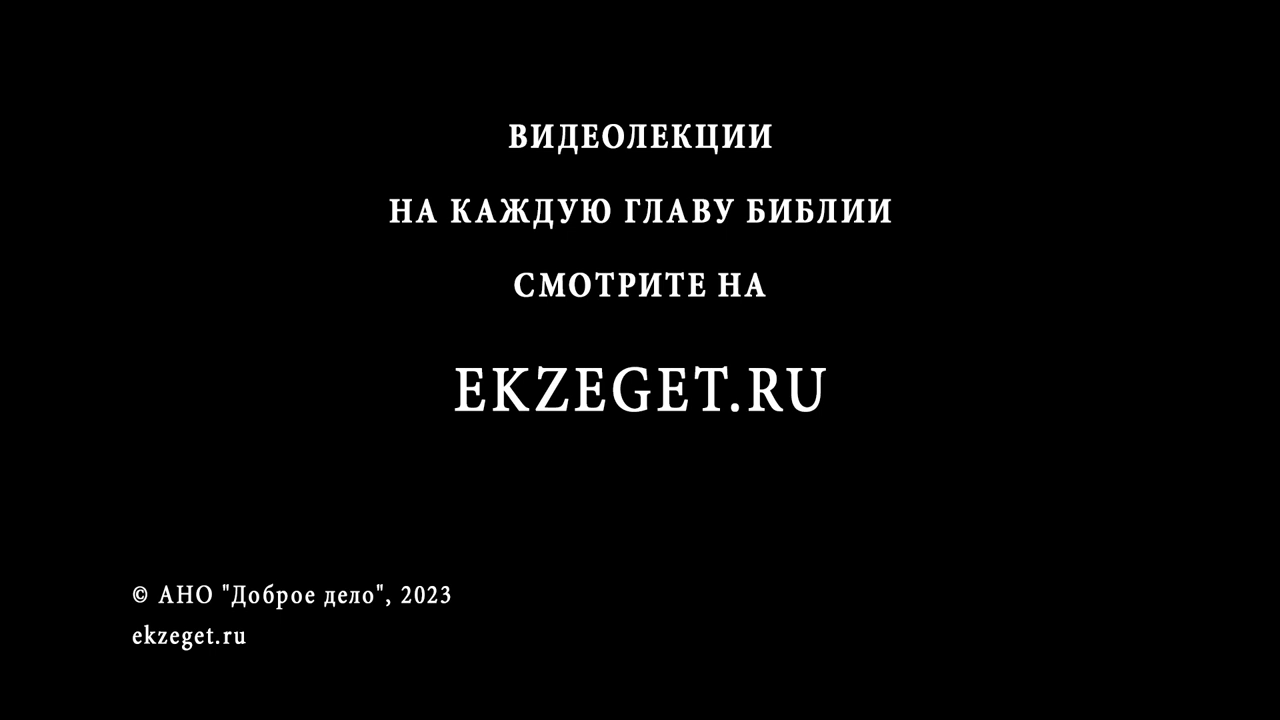 ВИДЕОЛЕКЦИИ
НА КАЖДУЮ ГЛАВУ БИБЛИИ
СМОТРИТЕ НА
EKZEGET.RU
© АНО "Доброе дело", 2023
ekzeget.ru